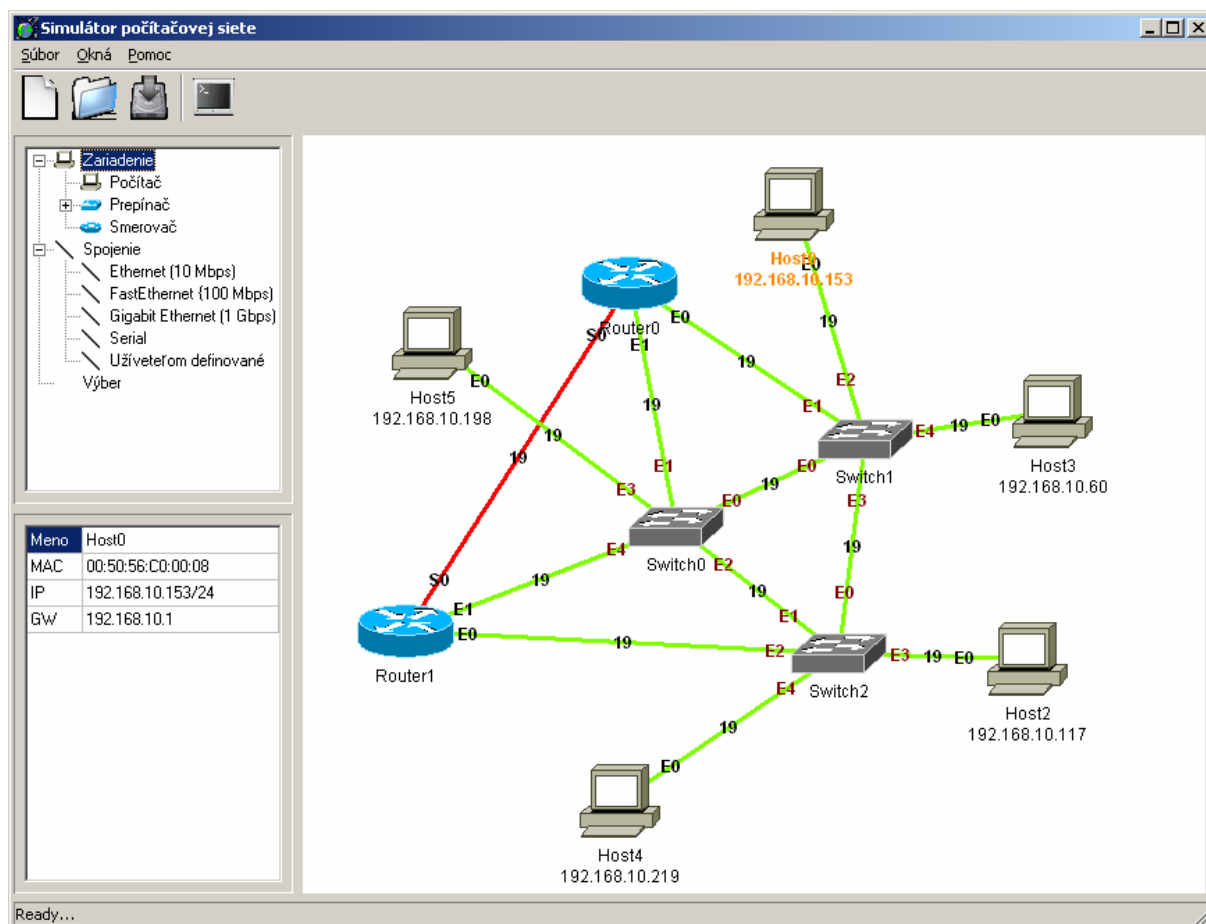 Simulátor počítačovej siete
Súbor Okná Pomoc
Zariadenie
Počítač
Prepínač
Smerovač
Spojenie
Ethernet (10 Mbps)
FastEthernet {100 Mbps)
Gigabit Ethernet (1 Gbps)
Serial
Užíveteľom definované
Výber
Meno Host0
MAC 00:50:56:C0:00:08
IP 192.168.10.153/24
GW 192.168.10.1
Host0
E0
192.168.10.153
Router0
E0
S0
E1
19
19
E2
Host5
192.168.10.198
E0
19
E1
19
Host3
192.168.10.60
E0
19
E4
Switch1
E0
E3
19
19
E1
E3
E0
19
Switch0
E4
E2
19
S0
E1
E0
Router1
19
19
E1
E0
19
E2
Switch2
E3
19
E0
E4
Host2
192.168.10.117
19
E0
Host4
192.168.10.219
Ready...